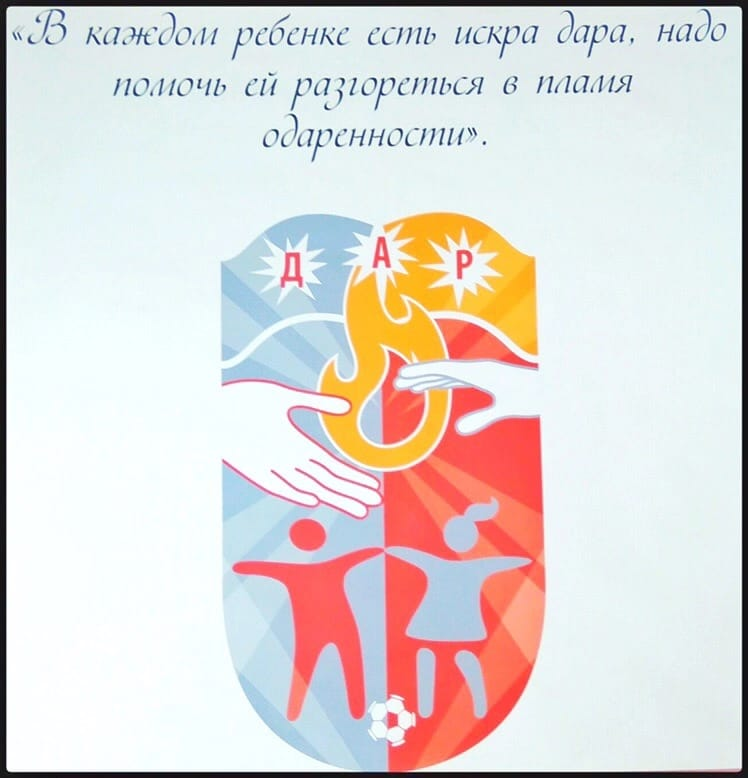 «В каждом ребенке есть искра дара, надо
помочь ей разгореться в пламя
одаренности».
Д А Р